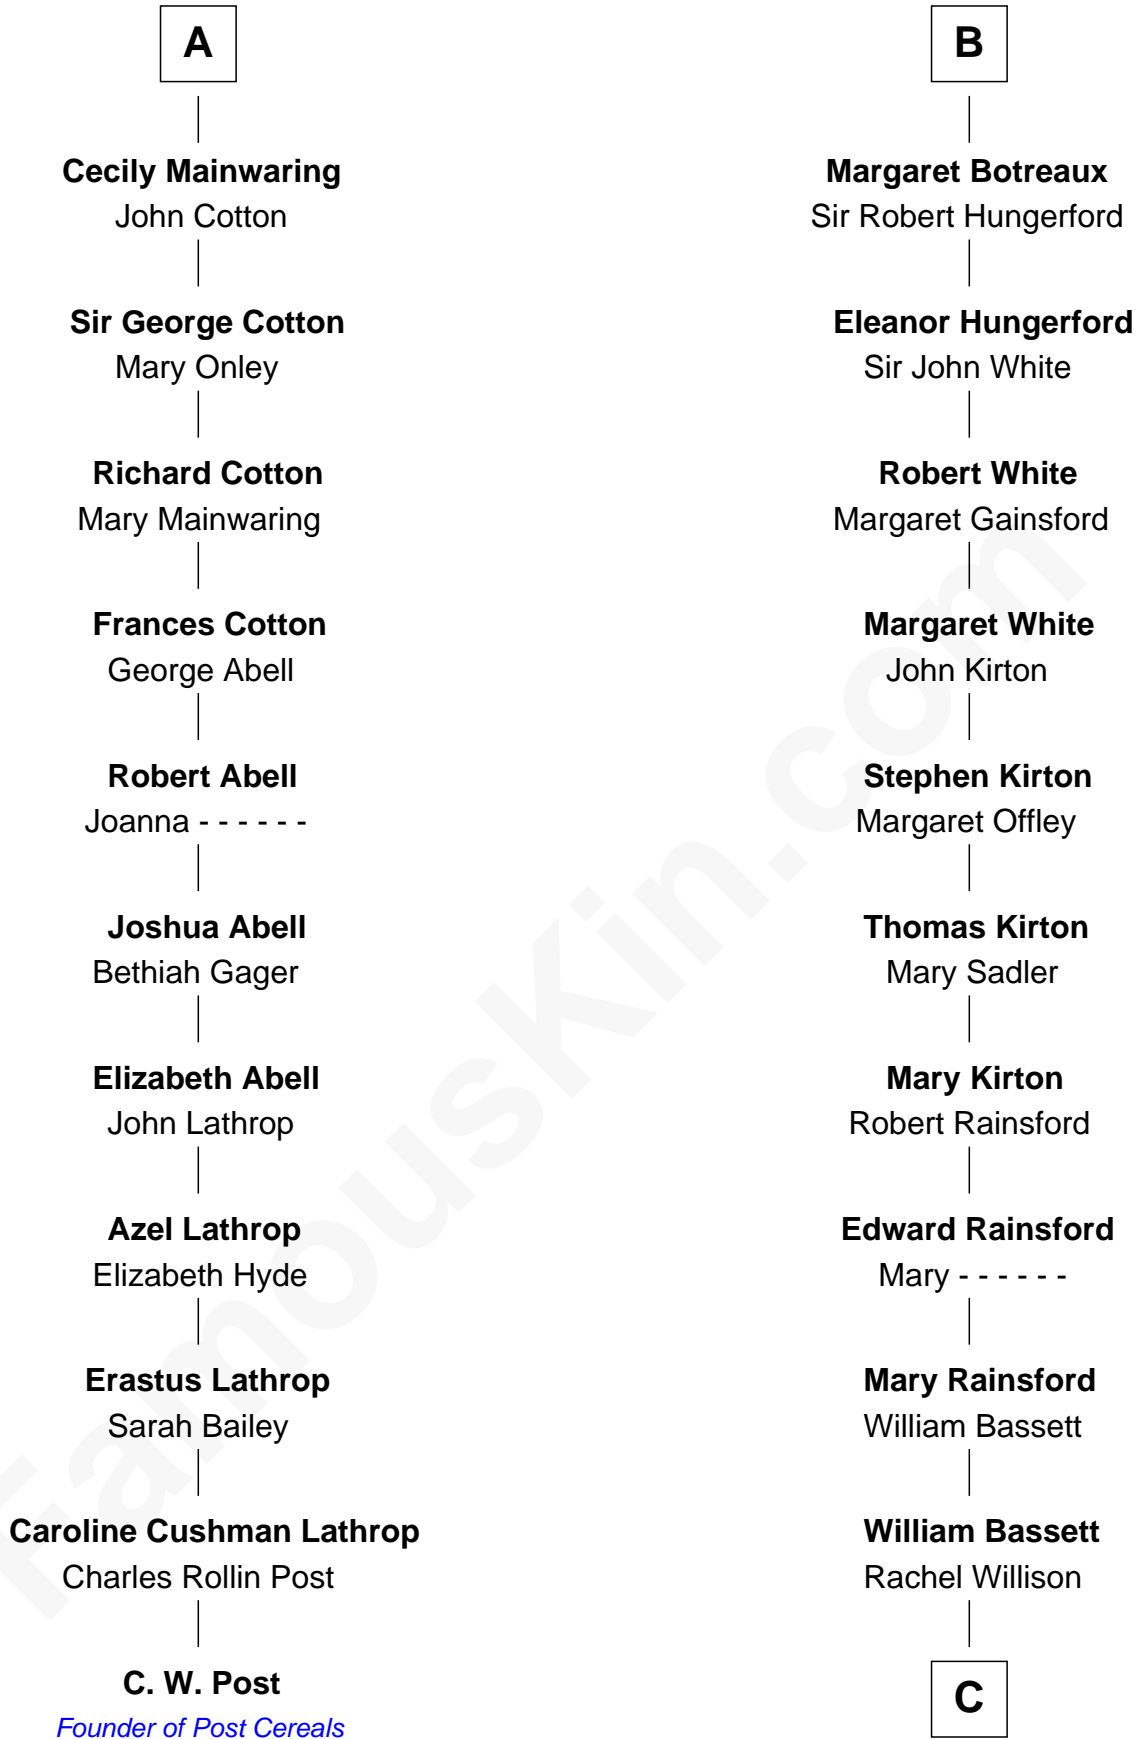 A
Cecily Mainwaring
John Cotton
Sir George Cotton
Mary Onley
Richard Cotton
Mary Mainwaring
Frances Cotton
George Abell
Robert Abell
Joanna - - - - - -
Joshua Abell
Bethiah Gager
Elizabeth Abell
John Lathrop
Azel Lathrop
Elizabeth Hyde
Erastus Lathrop
Sarah Bailey
Caroline Cushman Lathrop
Charles Rollin Post
C. W. Post
Founder of Post Cereals
B
Margaret Botreaux
Sir Robert Hungerford
Eleanor Hungerford
Sir John White
Robert White
Margaret Gainsford
Margaret White
John Kirton
Stephen Kirton
Margaret Offley
Thomas Kirton
Mary Sadler
Mary Kirton
Robert Rainsford
Edward Rainsford
Mary - - - - - -
Mary Rainsford
William Bassett
William Bassett
Rachel Willison
C
FamousKin.com